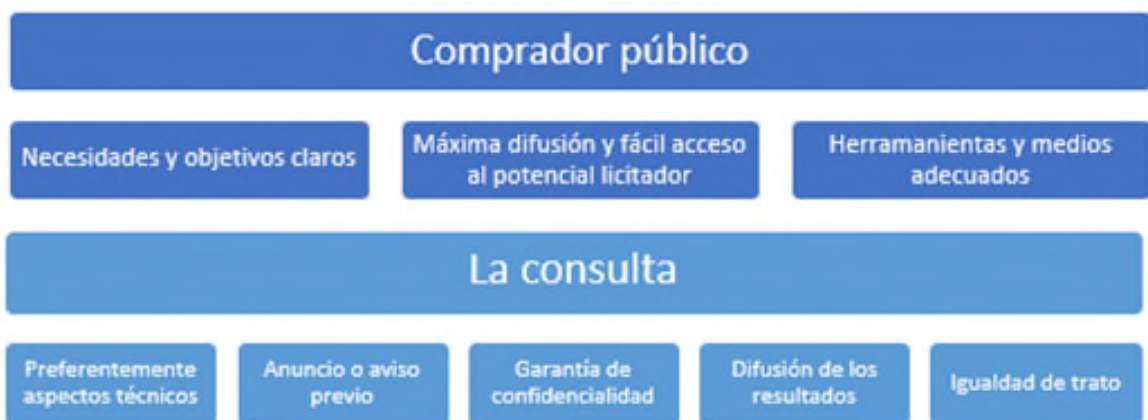 Comprador público
Necesidades y objetivos claros
Máxima difusión y fácil acceso
al potencial licitador
Herramanientas y medios
adecuados
La consulta
Preferentemente
aspectos técnicos
Anuncio o aviso
previo
Garantía de
confidencialidad
Difusión de los
resultados
Igualdad de trato